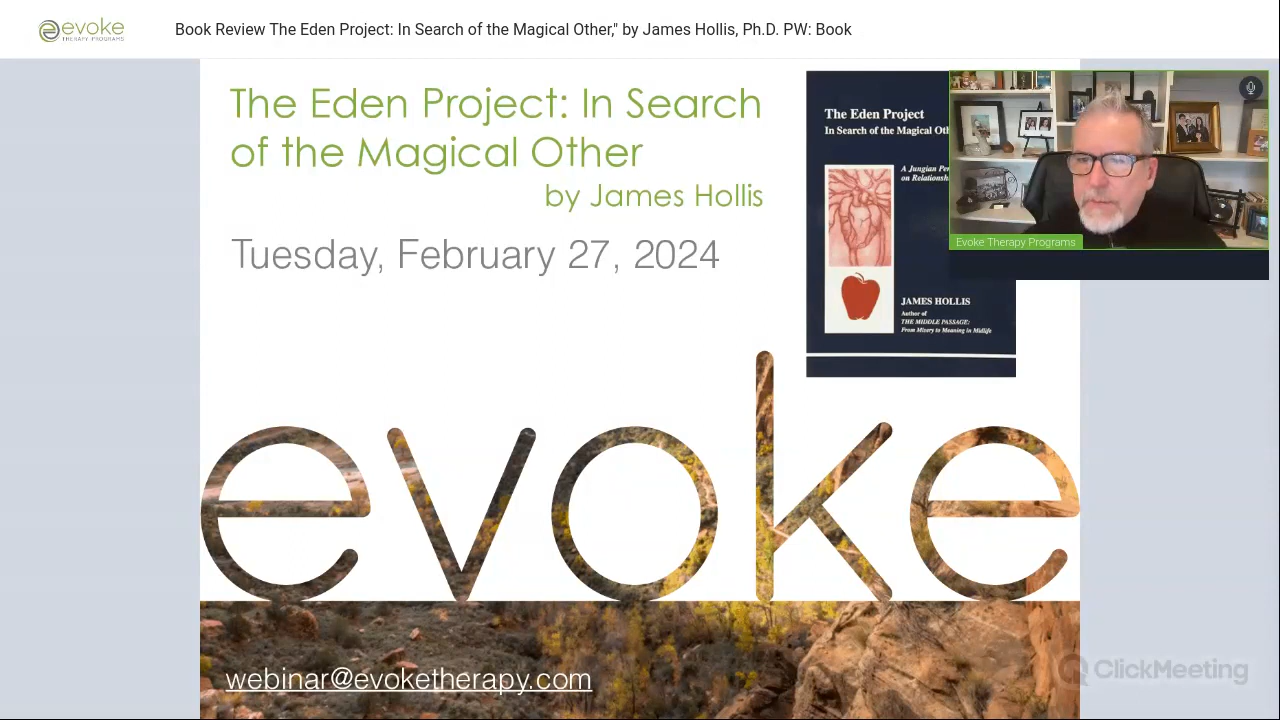 evoke
THERAPY PROGRAMS
Book Review The Eden Project: In Search of the Magical Other," by James Hollis, Ph.D. PW: Book
The Eden Project: In Search
of the Magical Other
by James Hollis
Tuesday, February 27, 2024
The Eden Project
In Search of the Magical Oth
A Jungian Per
on Relationsh
JAMES HOLLIS
Author of
THE MIDDLE PASSAGE:
From Misery to Meaning in Midlife
Evoke Therapy Programs
evoke
webinar@evoketherapy.com
ClickMeeting